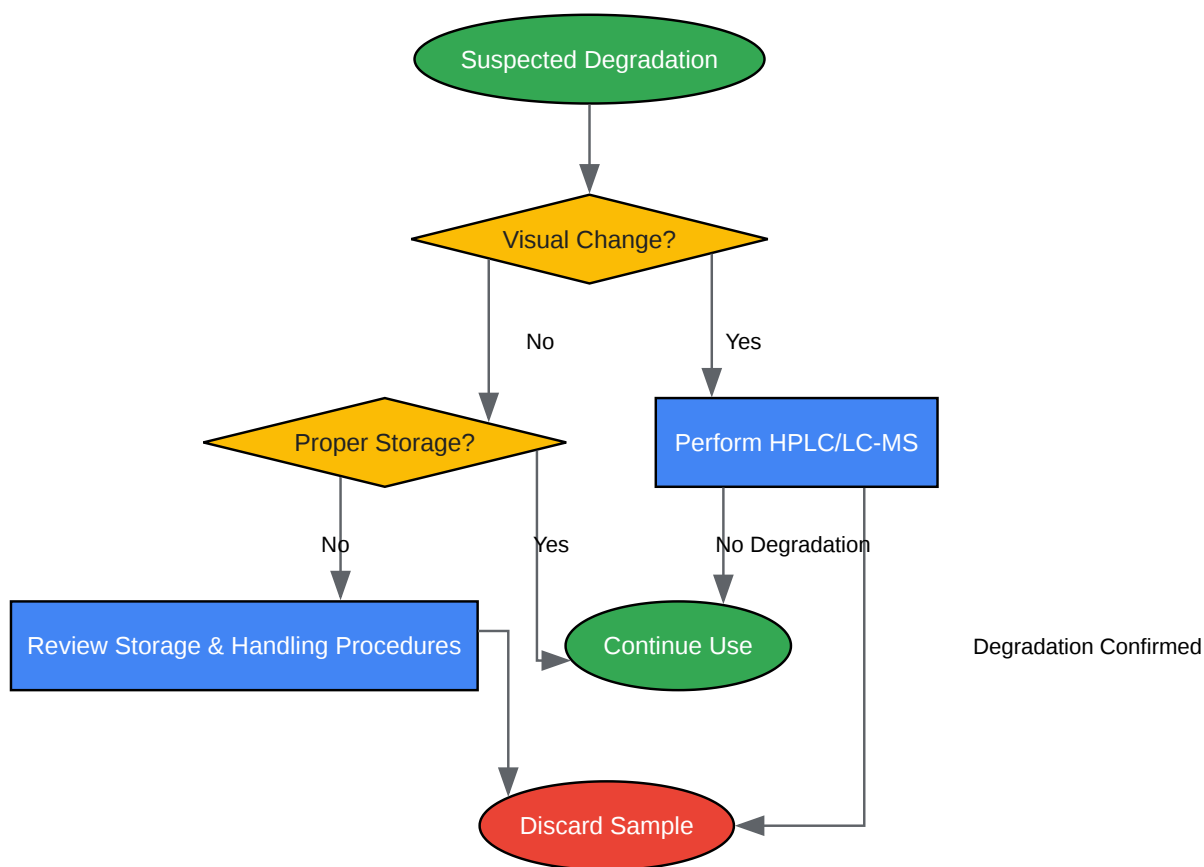 Suspected Degradation
Visual Change?
No
Yes
Proper Storage?
Perform HPLC/LC-MS
No
Yes
No Degradation
Review Storage & Handling Procedures
Continue Use
Degradation Confirmed
Discard Sample